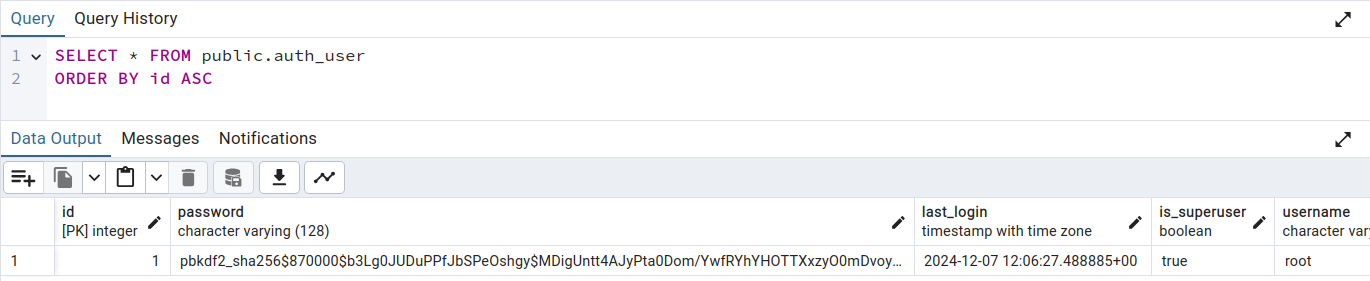 Query Query History
1 SELECT * FROM public.auth_user
2 ORDER BY id ASC
Data Output Messages Notifications
id password last_login is_superuser username
[PK] integer character varying (128) timestamp with time zone boolean character var
1 1 pbkdf2_sha256$870000$b3Lg0JUDuPPfJbSPeOshgy$MDigUntt4AJyPta0Dom/YwfRYhYHOTTXxzyO0mDvoy… 2024-12-07 12:06:27.488885+00 true root